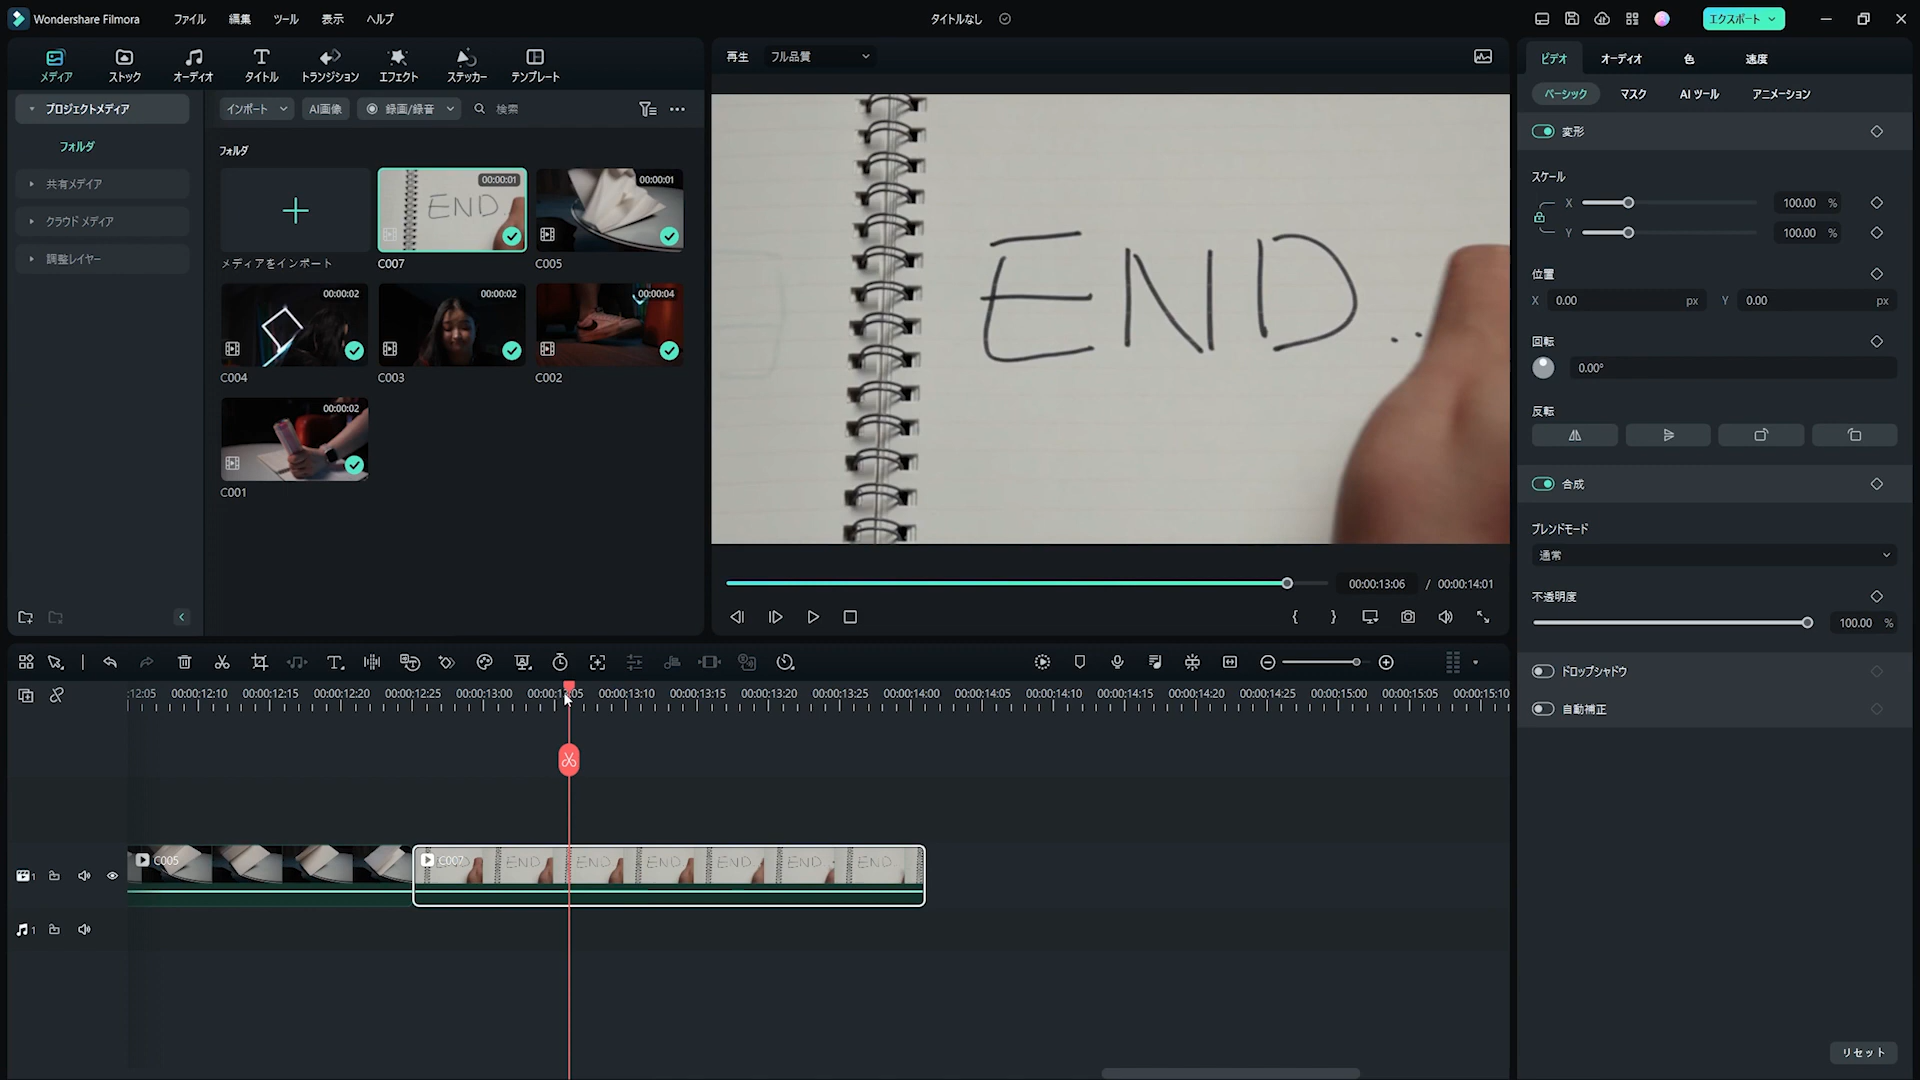 Wondershare Filmora
ファイル 編集 ツール 表示 ヘルプ
タイトルなし
エクスポート
メディア ストック オーディオ タイトル トランジション エフェクト ステッカー テンプレート
プロジェクトメディア
フォルダ
共有メディア
クラウド メディア
調整レイヤー
インポート AI画像 録画/録音 検索
フォルダ
メディアをインポート
00:00:01
END.
C007
00:00:01
C005
00:00:02
C004
00:00:02
C003
00:00:04
C002
00:00:02
C001
再生 フル品質
END..
00:00:13:06 / 00:00:14:01
ビデオ オーディオ 色 速度
ベーシック マスク AI ツール アニメーション
変形
スケール
X 100.00 %
Y 100.00 %
位置
X 0.00 px Y 0.00 px
回転
0.00°
反転
合成
ブレンドモード
通常
不透明度
100.00 %
ドロップシャドウ
自動補正
リセット
:12:05 00:00:12:10 00:00:12:15 00:00:12:20 00:00:12:25 00:00:13:00 00:00:13:05 00:00:13:10 00:00:13:15 00:00:13:20 00:00:13:25 00:00:14:00 00:00:14:05 00:00:14:10 00:00:14:15 00:00:14:20 00:00:14:25 00:00:15:00 00:00:15:05 00:00:15:10
1 C005 C007 END END END END END END
1